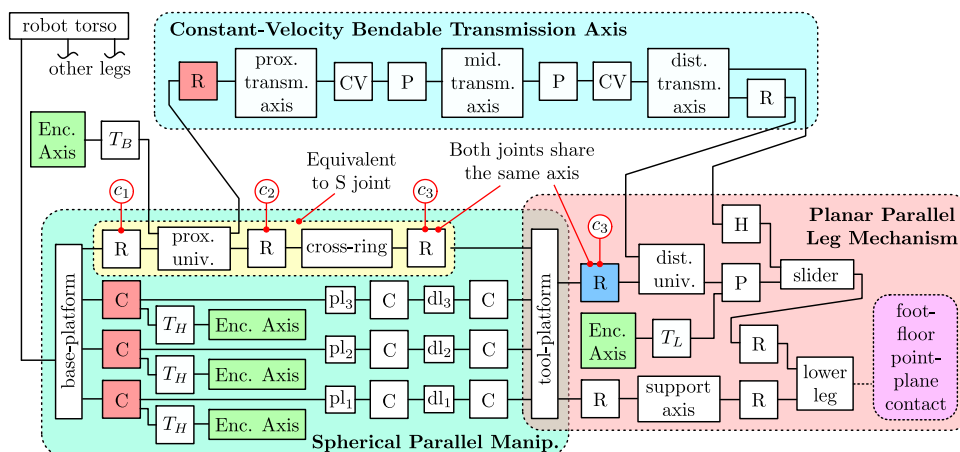 robot torso
other legs
Constant-Velocity Bendable Transmission Axis
R
prox.
transm.
axis
CV
P
mid.
transm.
axis
P
CV
dist.
transm.
axis
R
Enc.
Axis
T_B
Equivalent
to S joint
Both joints share
the same axis
c_1
c_2
c_3
c_3
base-platform
R
prox.
univ.
R
cross-ring
R
C
pl_3
C
dl_3
C
T_H
Enc. Axis
C
pl_2
C
dl_2
C
T_H
Enc. Axis
C
pl_1
C
dl_1
C
T_H
Enc. Axis
Spherical Parallel Manip.
tool-platform
Planar Parallel
Leg Mechanism
H
R
dist.
univ.
P
slider
Enc.
Axis
T_L
R
R
support
axis
R
lower
leg
foot-
floor
point-
plane
contact